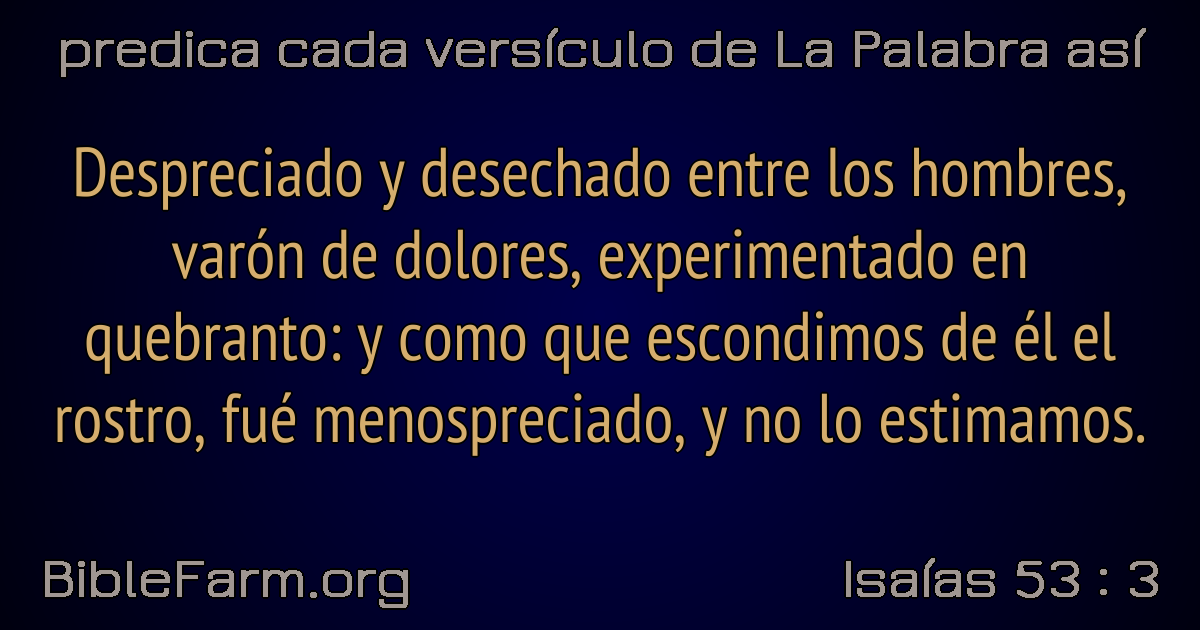 predica cada versículo de La Palabra así
Despreciado y desechado entre los hombres,
varón de dolores, experimentado en
quebranto: y como que escondimos de él el
rostro, fué menospreciado, y no lo estimamos.
BibleFarm.org
Isaías 53 : 3